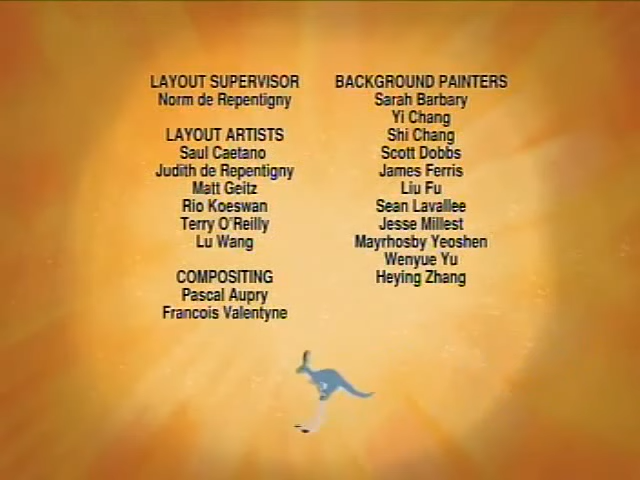 LAYOUT SUPERVISOR
Norm de Repentigny
LAYOUT ARTISTS
Saul Caetano
Judith de Repentigny
Matt Geitz
Rio Koeswan
Terry O'Reilly
Lu Wang
COMPOSITING
Pascal Aupry
Francois Valentyne
BACKGROUND PAINTERS
Sarah Barbary
Yi Chang
Shi Chang
Scott Dobbs
James Ferris
Liu Fu
Sean Lavallee
Jesse Millest
Mayrhosby Yeoshen
Wenyue Yu
Heying Zhang